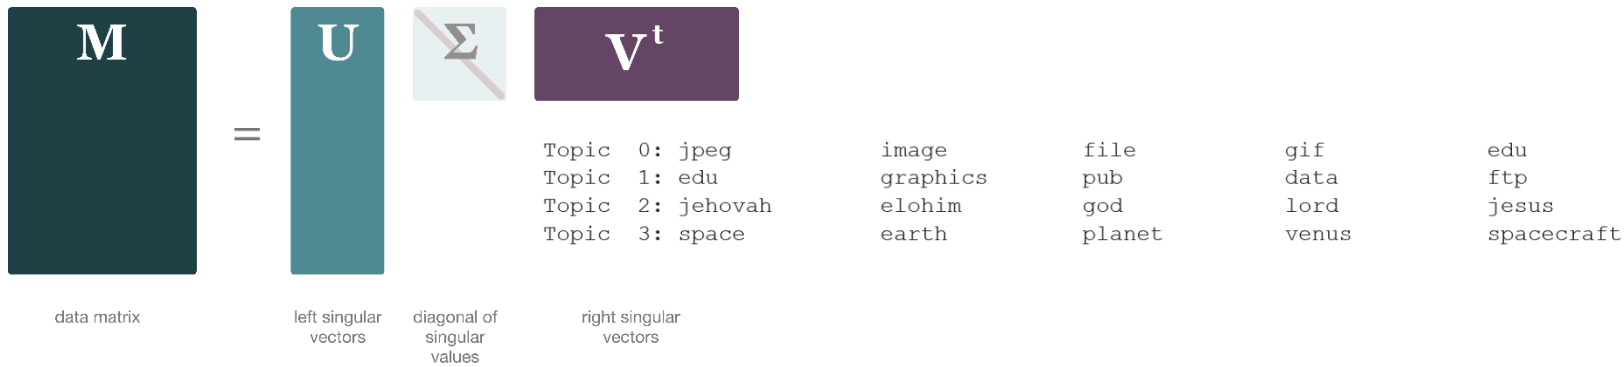 M = U Σ Vᵗ
Topic 0: jpeg image file gif edu
Topic 1: edu graphics pub data ftp
Topic 2: jehovah elohim god lord jesus
Topic 3: space earth planet venus spacecraft
data matrix
left singular
vectors
diagonal of
singular
values
right singular
vectors